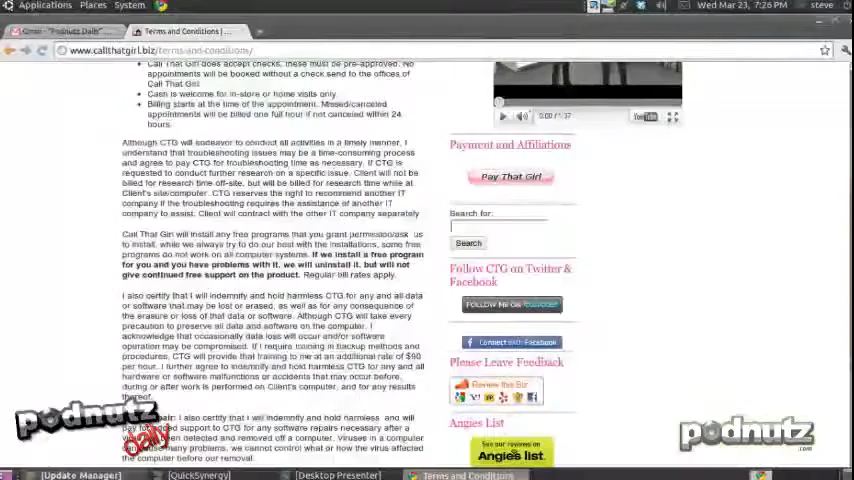 Applications Places System
Wed Mar 23, 7:26 PM steve
Gmail - "Podnutz Daily"
Terms and Conditions |
www.callthatgirl.biz/terms-and-conditions/
Call That Girl does accept checks, these must be pre-approved. No
appointments will be booked without a check send to the offices of
Call That Girl
Cash is welcome for in-store or home visits only.
Billing starts at the time of the appointment. Missed/canceled
appointments will be billed one full hour if not canceled within 24
hours.
Although CTG will endeavor to conduct all activities in a timely manner, I
understand that troubleshooting issues may be a time-consuming process
and agree to pay CTG for troubleshooting time as necessary. If CTG is
requested to conduct further research on a specific issue. Client will not be
billed for research time off-site, but will be billed for research time while at
Client's site/computer. CTG reserves the right to recommend another IT
company if the troubleshooting requires the assistance of another IT
company to assist. Client will contract with the other IT company separately
Call That Girl will install any free programs that you grant permission/ask us
to install, while we always try to do our best with the installations, some free
programs do not work on all computer systems. If we install a free program
for you and you have problems with it, we will uninstall it, but will not
give continued free support on the product. Regular bill rates apply.
I also certify that I will indemnify and hold harmless CTG for any and all data
or software that may be lost or erased, as well as for any consequence of
the erasure or loss of that data or software. Although CTG will take every
precaution to preserve all data and software on the computer, I
acknowledge that occasionally data loss will occur and/or software
operation may be compromised. If I require training in backup methods and
procedures, CTG will provide that training to me at an additional rate of $90
per hour. I further agree to indemnify and hold harmless CTG for any and all
hardware or software malfunctions or accidents that may occur before,
during or after work is performed on Client's computer, and for any results
thereof.
I also certify that I will indemnify and hold harmless and will
pay for support to CTG for any software repairs necessary after a
been detected and removed off a computer. Viruses in a computer
many problems, we cannot control what or how the virus affected
the computer before our removal.
0:00 / 1:37 YouTube
Payment and Affiliations
Pay That Girl
Search for:
Search
Follow CTG on Twitter &
Facebook
FOLLOW ME ON twitter
Connect with Facebook
Please Leave Feedback
Review this Biz
Angies List
See our reviews on
Angie's list.
podnutz
daily
podnutz
.com
[Update Manager]
[QuickSynergy]
[Desktop Presenter]
Terms and Conditions